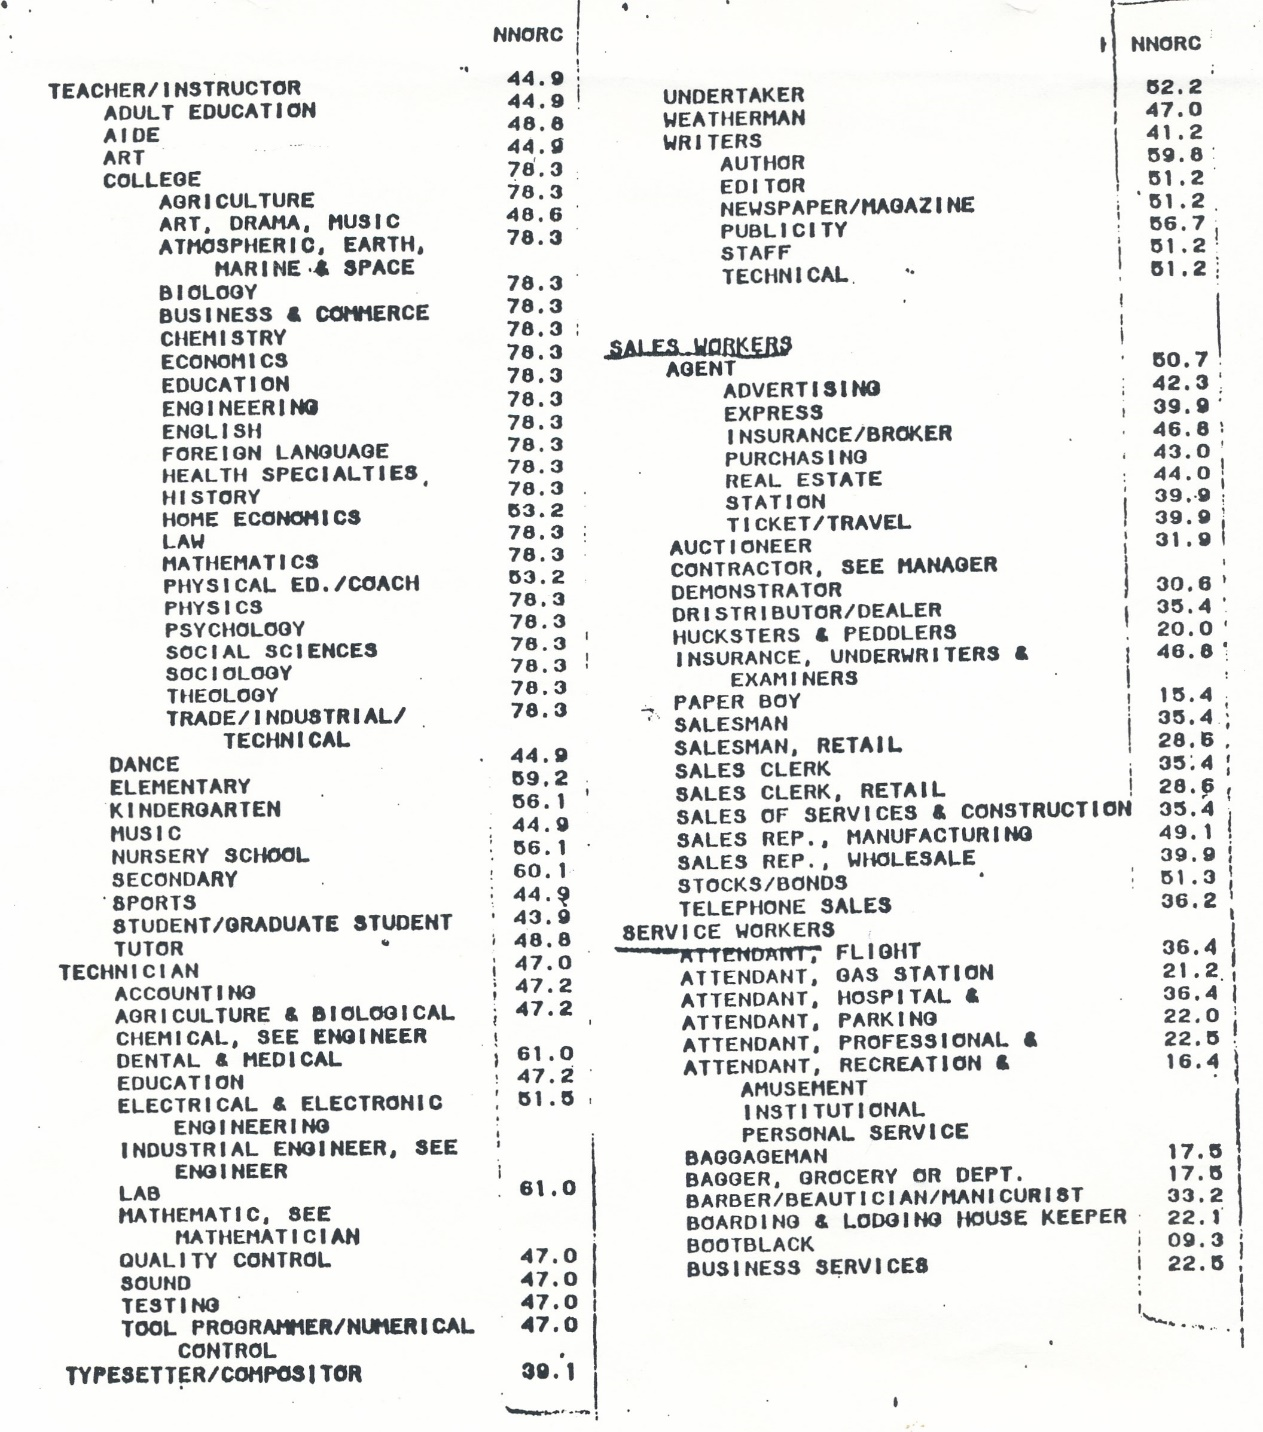 NNORC
TEACHER/INSTRUCTOR 44.9
ADULT EDUCATION 44.9
AIDE 48.8
ART 44.9
COLLEGE 78.3
AGRICULTURE 78.3
ART, DRAMA, MUSIC 48.6
ATMOSPHERIC, EARTH, 78.3
MARINE & SPACE
BIOLOGY 78.3
BUSINESS & COMMERCE 78.3
CHEMISTRY 78.3
ECONOMICS 78.3
EDUCATION 78.3
ENGINEERING 78.3
ENGLISH 78.3
FOREIGN LANGUAGE 78.3
HEALTH SPECIALTIES 78.3
HISTORY 78.3
HOME ECONOMICS 53.2
LAW 78.3
MATHEMATICS 78.3
PHYSICAL ED./COACH 53.2
PHYSICS 78.3
PSYCHOLOGY 78.3
SOCIAL SCIENCES 78.3
SOCIOLOGY 78.3
THEOLOGY 78.3
TRADE/INDUSTRIAL/ 78.3
TECHNICAL
DANCE 44.9
ELEMENTARY 59.2
KINDERGARTEN 56.1
MUSIC 44.9
NURSERY SCHOOL 56.1
SECONDARY 60.1
SPORTS 44.9
STUDENT/GRADUATE STUDENT 43.9
TUTOR 48.8
TECHNICIAN 47.0
ACCOUNTING 47.2
AGRICULTURE & BIOLOGICAL 47.2
CHEMICAL, SEE ENGINEER
DENTAL & MEDICAL 61.0
EDUCATION 47.2
ELECTRICAL & ELECTRONIC 51.5
ENGINEERING
INDUSTRIAL ENGINEER, SEE
ENGINEER
LAB 61.0
MATHEMATIC, SEE
MATHEMATICIAN
QUALITY CONTROL 47.0
SOUND 47.0
TESTING 47.0
TOOL PROGRAMMER/NUMERICAL 47.0
CONTROL
TYPESETTER/COMPOSITOR 39.1
NNORC
UNDERTAKER 52.2
WEATHERMAN 47.0
WRITERS 41.2
AUTHOR 59.8
EDITOR 51.2
NEWSPAPER/MAGAZINE 51.2
PUBLICITY 56.7
STAFF 51.2
TECHNICAL 51.2
SALES WORKERS
AGENT 50.7
ADVERTISING 42.3
EXPRESS 39.9
INSURANCE/BROKER 46.8
PURCHASING 43.0
REAL ESTATE 44.0
STATION 39.9
TICKET/TRAVEL 39.9
AUCTIONEER 31.9
CONTRACTOR, SEE MANAGER
DEMONSTRATOR 30.6
DRISTRIBUTOR/DEALER 35.4
HUCKSTERS & PEDDLERS 20.0
INSURANCE, UNDERWRITERS & 46.8
EXAMINERS
PAPER BOY 15.4
SALESMAN 35.4
SALESMAN, RETAIL 28.6
SALES CLERK 35.4
SALES CLERK, RETAIL 28.6
SALES OF SERVICES & CONSTRUCTION 35.4
SALES REP., MANUFACTURING 49.1
SALES REP., WHOLESALE 39.9
STOCKS/BONDS 51.3
TELEPHONE SALES 36.2
SERVICE WORKERS
ATTENDANT, FLIGHT 36.4
ATTENDANT, GAS STATION 21.2
ATTENDANT, HOSPITAL & 36.4
ATTENDANT, PARKING 22.0
ATTENDANT, PROFESSIONAL & 22.5
ATTENDANT, RECREATION & 16.4
AMUSEMENT
INSTITUTIONAL
PERSONAL SERVICE
BAGGAGEMAN 17.5
BAGGER, GROCERY OR DEPT. 17.5
BARBER/BEAUTICIAN/MANICURIST 33.2
BOARDING & LODGING HOUSE KEEPER 22.1
BOOTBLACK 09.3
BUSINESS SERVICES 22.5